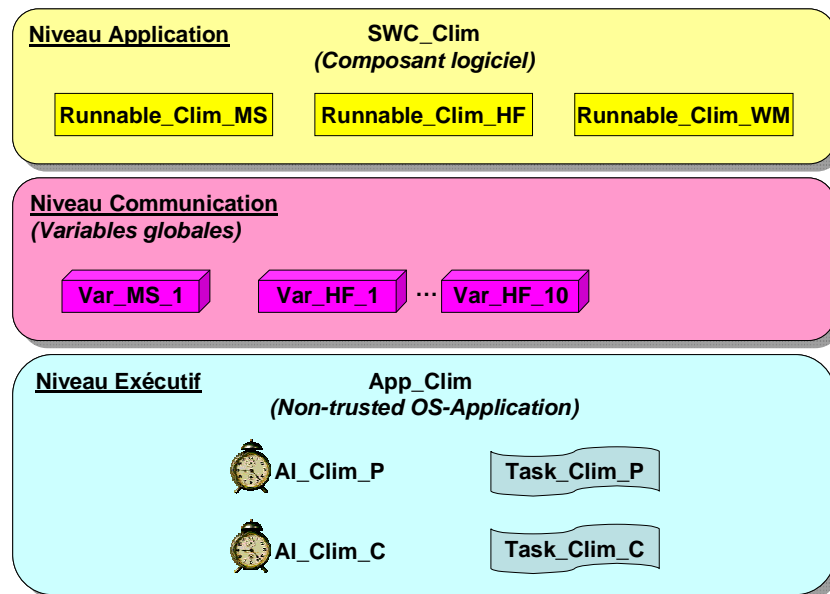 Niveau Application
SWC_Clim
(Composant logiciel)
Runnable_Clim_MS
Runnable_Clim_HF
Runnable_Clim_WM
Niveau Communication
(Variables globales)
Var_MS_1
Var_HF_1
...
Var_HF_10
Niveau Exécutif
App_Clim
(Non-trusted OS-Application)
Al_Clim_P
Task_Clim_P
Al_Clim_C
Task_Clim_C